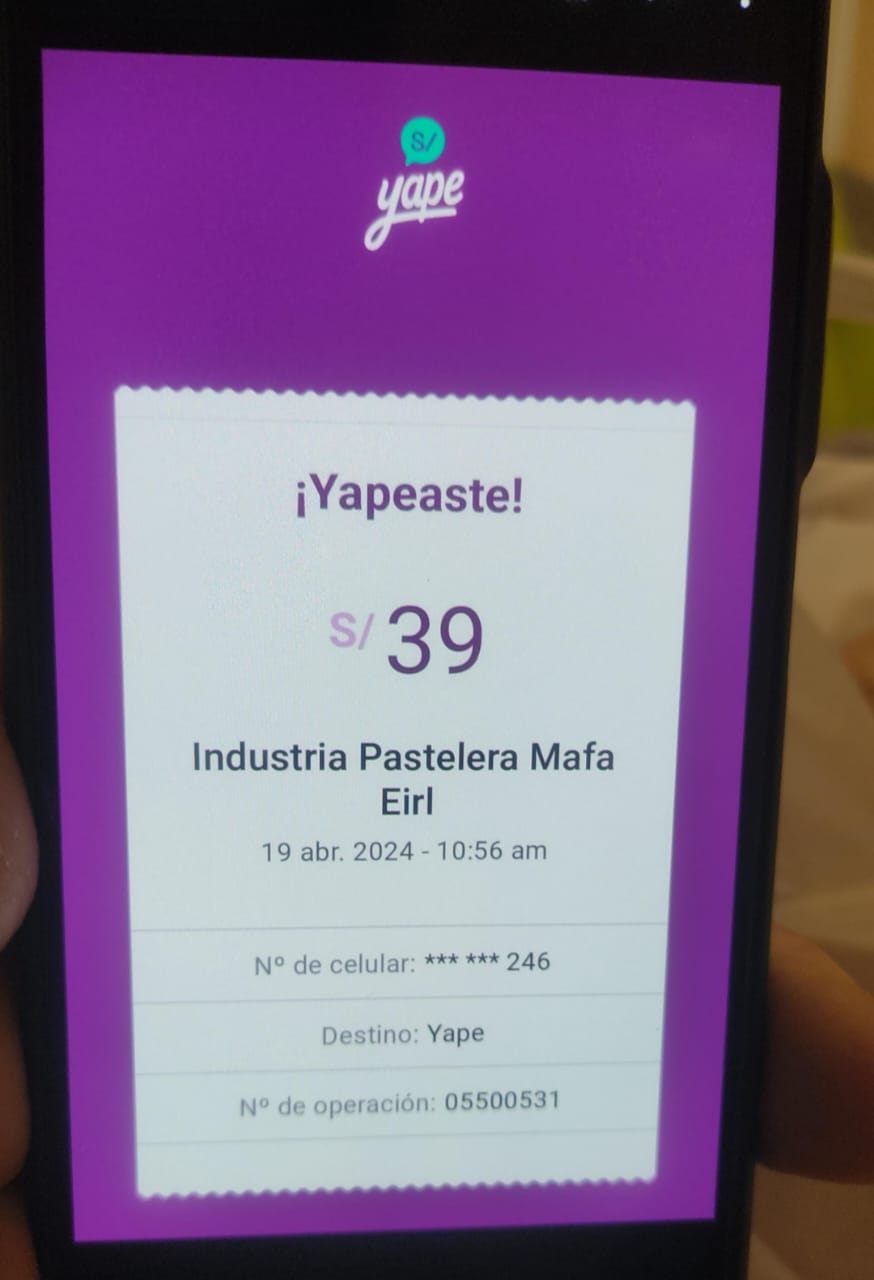 S/
yape
¡Yapeaste!
S/ 39
Industria Pastelera Mafa
Eirl
19 abr. 2024 - 10:56 am
Nº de celular: *** *** 246
Destino: Yape
Nº de operación: 05500531